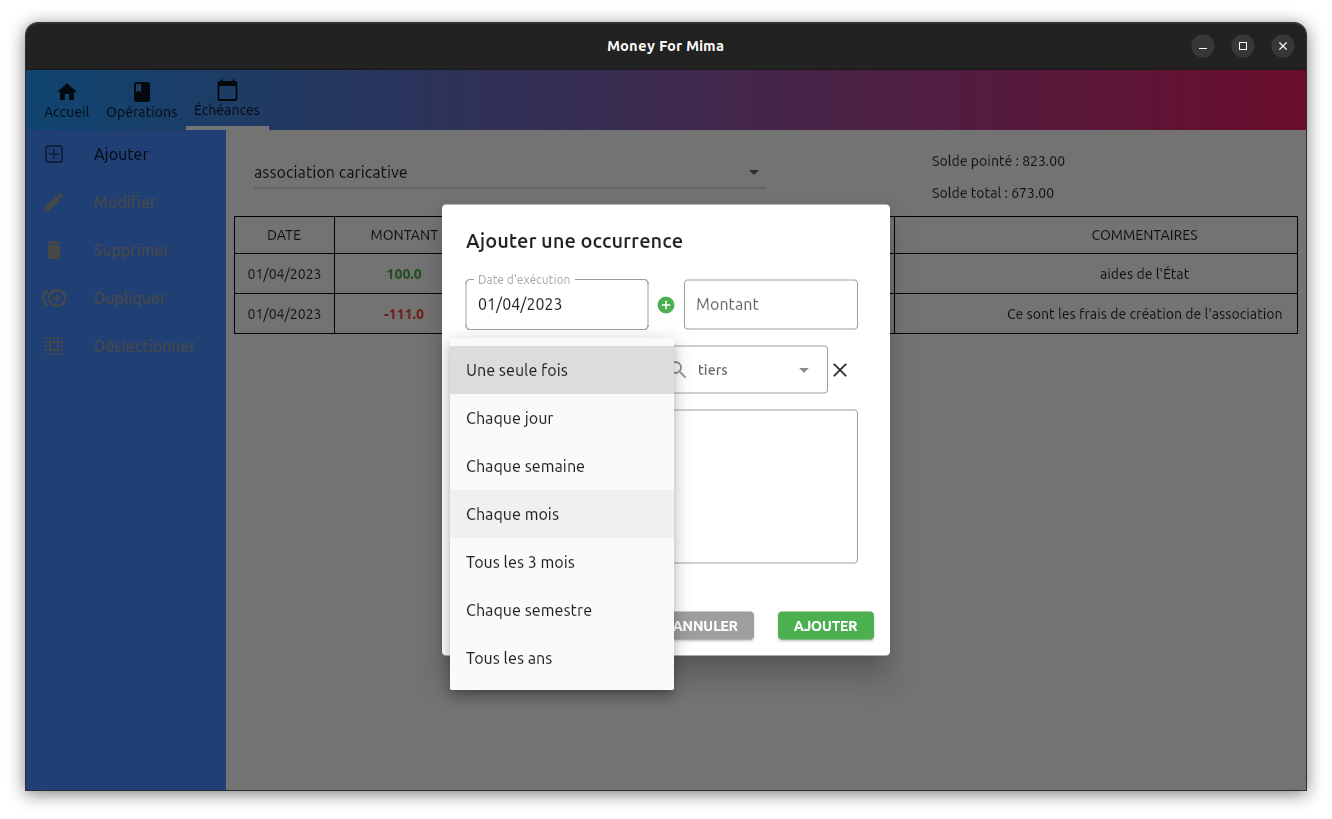 Money For Mima
Accueil
Opérations
Échéances
Ajouter
Modifier
Supprimer
Dupliquer
Déslectionner
association caricative
Solde pointé : 823.00
Solde total : 673.00
DATE MONTANT COMMENTAIRES
01/04/2023 100.0 aides de l'État
01/04/2023 -111.0 Ce sont les frais de création de l'association
Ajouter une occurrence
Date d'exécution
01/04/2023
Montant
tiers
Une seule fois
Chaque jour
Chaque semaine
Chaque mois
Tous les 3 mois
Chaque semestre
Tous les ans
ANNULER
AJOUTER